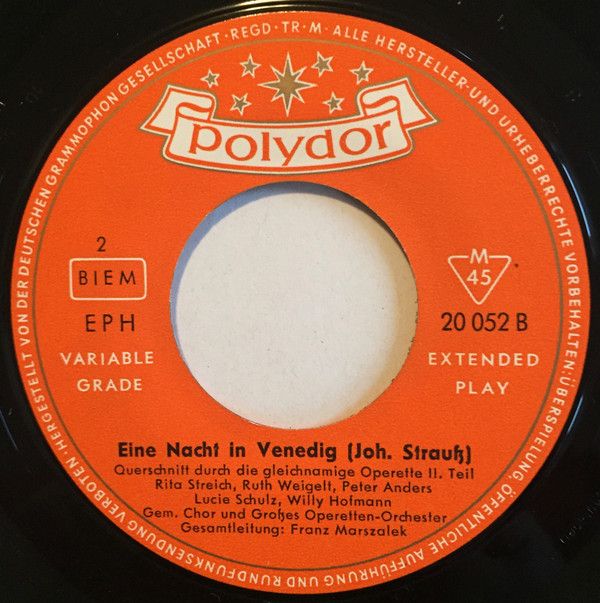 HERGESTELLT VON DER DEUTSCHEN GRAMMOPHON GESELLSCHAFT · REGD · TR · M · ALLE HERSTELLER- UND URHEBERRECHTE VORBEHALTEN; ÜBERSPIELUNG, ÖFFENTLICHE AUFFÜHRUNG UND RUNDFUNKSENDUNG VERBOTEN ·
polydor
2
BIEM
EPH
VARIABLE
GRADE
M
45
20 052 B
EXTENDED
PLAY
Eine Nacht in Venedig (Joh. Strauß)
Querschnitt durch die gleichnamige Operette II. Teil
Rita Streich, Ruth Weigelt, Peter Anders
Lucie Schulz, Willy Hofmann
Gem. Chor und Großes Operetten-Orchester
Gesamtleitung: Franz Marszalek